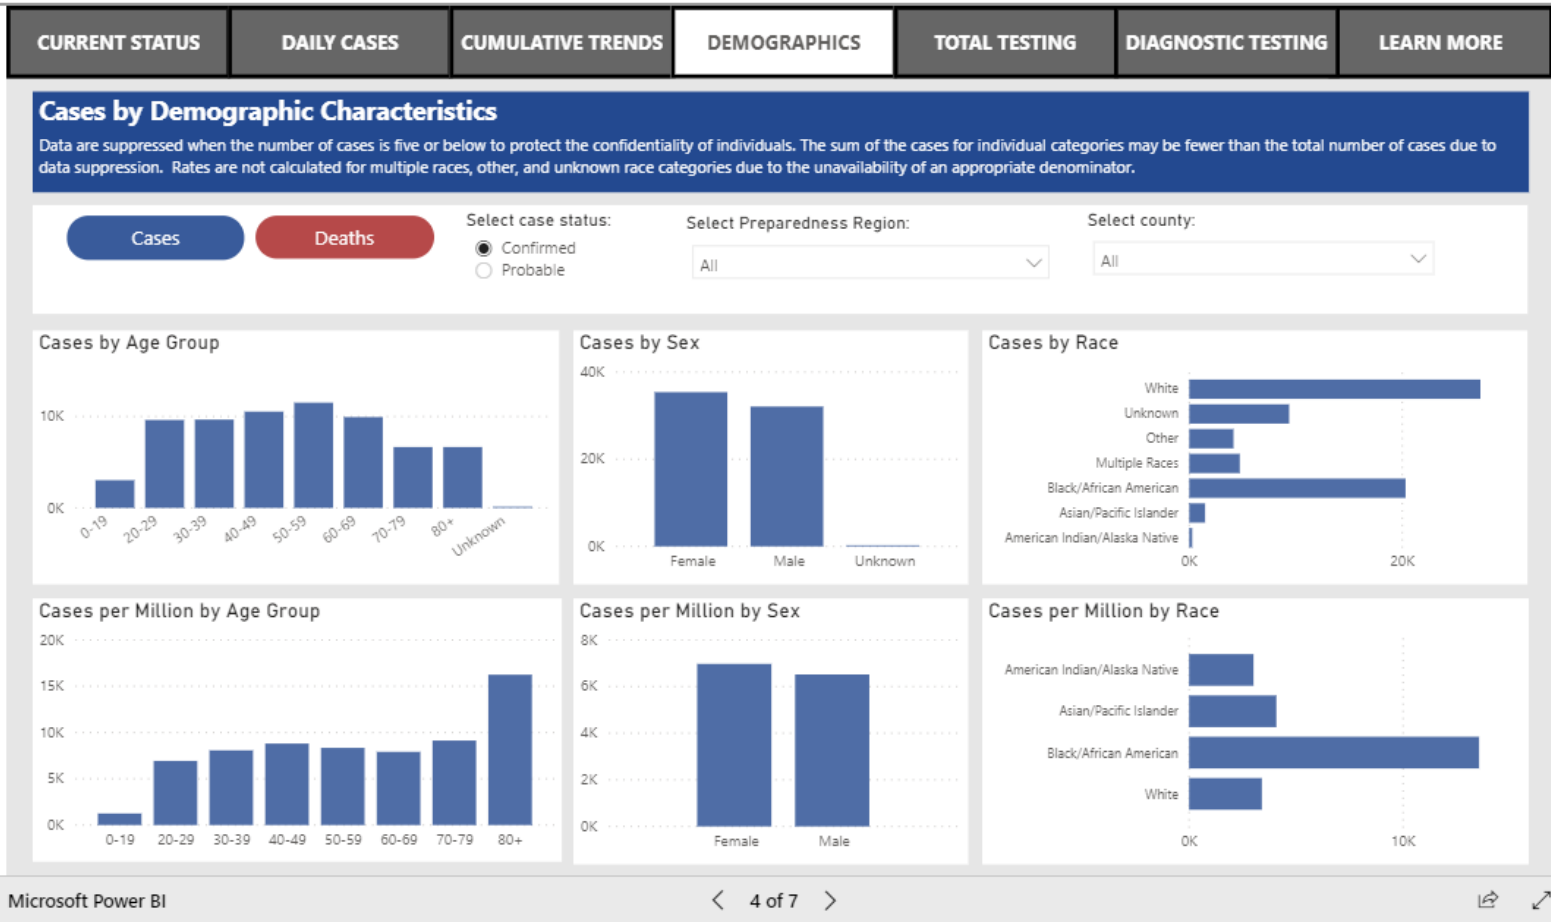 CURRENT STATUS
DAILY CASES
CUMULATIVE TRENDS
DEMOGRAPHICS
TOTAL TESTING
DIAGNOSTIC TESTING
LEARN MORE
Cases by Demographic Characteristics
Data are suppressed when the number of cases is five or below to protect the confidentiality of individuals. The sum of the cases for individual categories may be fewer than the total number of cases due to
data suppression. Rates are not calculated for multiple races, other, and unknown race categories due to the unavailability of an appropriate denominator.
Cases
Deaths
Select case status:
Confirmed
Probable
Select Preparedness Region:
All
Select county:
All
Cases by Age Group
10K
0K
0-19
20-29
30-39
40-49
50-59
60-69
70-79
80+
Unknown
Cases by Sex
40K
20K
0K
Female
Male
Unknown
Cases by Race
White
Unknown
Other
Multiple Races
Black/African American
Asian/Pacific Islander
American Indian/Alaska Native
0K
20K
Cases per Million by Age Group
20K
15K
10K
5K
0K
0-19
20-29
30-39
40-49
50-59
60-69
70-79
80+
Cases per Million by Sex
8K
6K
4K
2K
0K
Female
Male
Cases per Million by Race
American Indian/Alaska Native
Asian/Pacific Islander
Black/African American
White
0K
10K
Microsoft Power BI
4 of 7